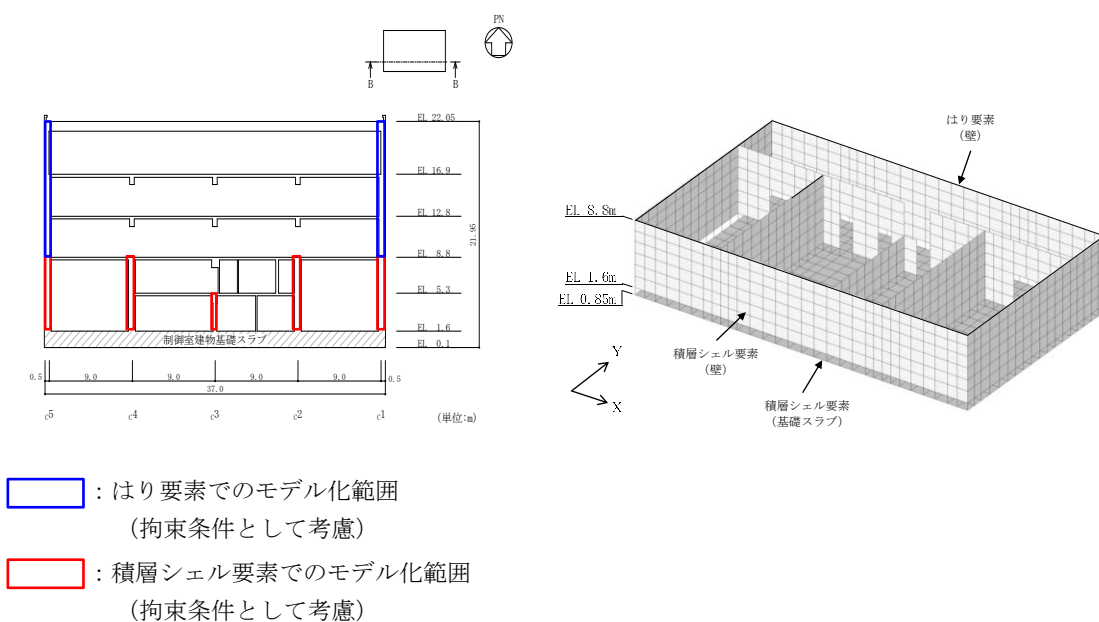 PN
B
B
EL 22.05
EL 16.9
EL 12.8
EL 8.8
EL 5.3
EL 1.6
EL 0.1
21.95
制御室建物基礎スラブ
0.5
9.0
9.0
9.0
9.0
0.5
37.0
c5
c4
c3
c2
c1
(単位:m)
はり要素
(壁)
EL 8.8m
EL 1.6m
EL 0.85m
積層シェル要素
(壁)
積層シェル要素
(基礎スラブ)
Y
X
:はり要素でのモデル化範囲
(拘束条件として考慮)
:積層シェル要素でのモデル化範囲
(拘束条件として考慮)